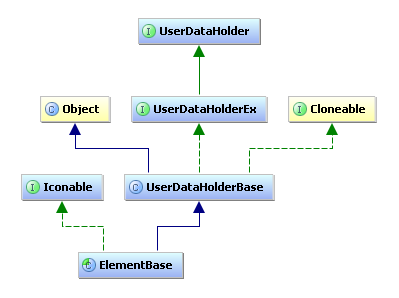 I UserDataHolder
C Object
I UserDataHolderEx
I Cloneable
I Iconable
C UserDataHolderBase
C ElementBase